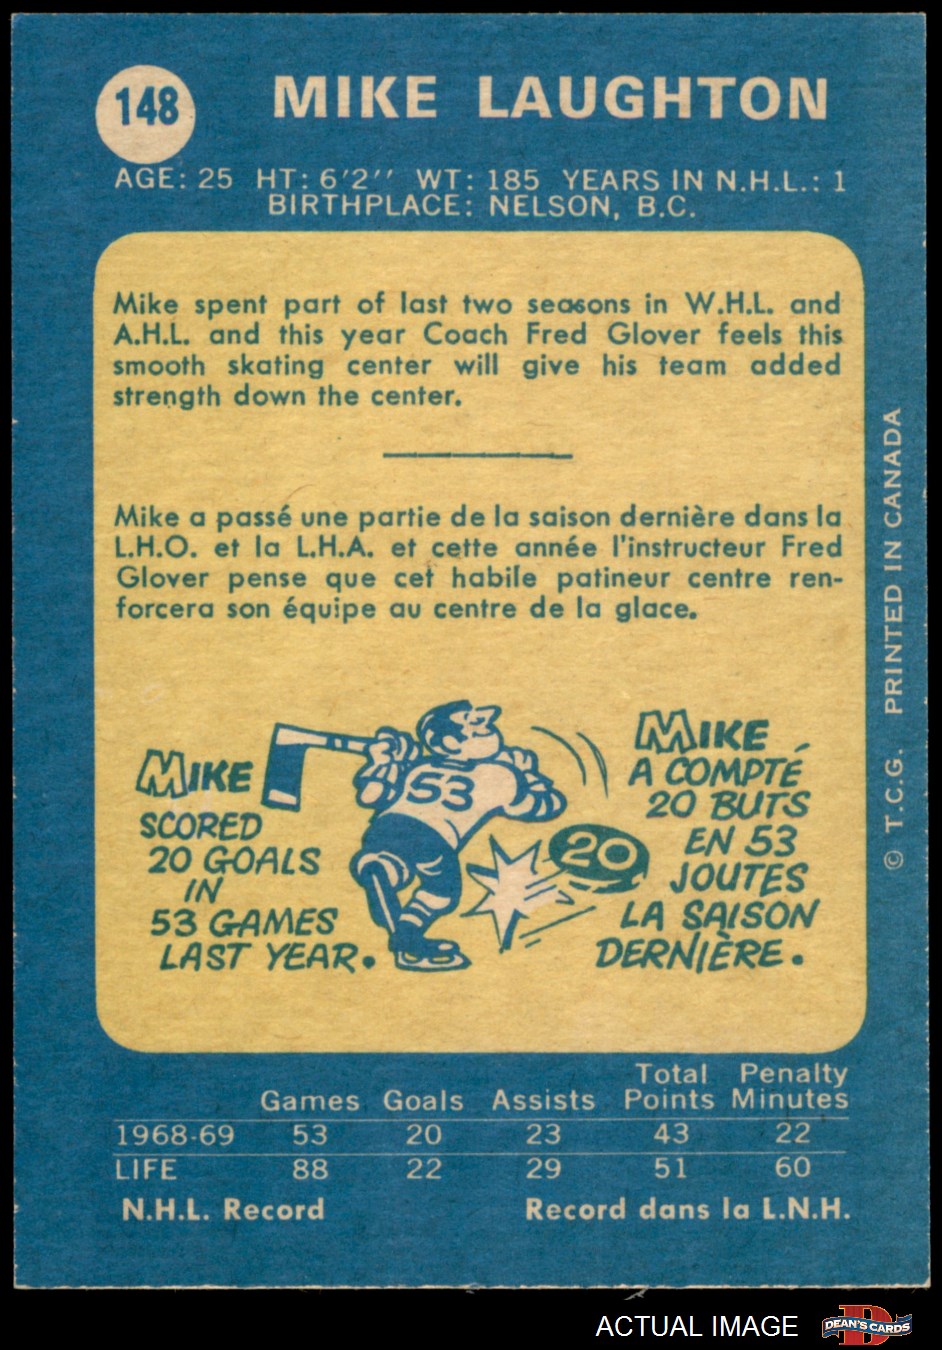 148
MIKE LAUGHTON
AGE: 25 HT: 6'2'' WT: 185 YEARS IN N.H.L.: 1
BIRTHPLACE: NELSON, B.C.
Mike spent part of last two seasons in W.H.L. and
A.H.L. and this year Coach Fred Glover feels this
smooth skating center will give his team added
strength down the center.
Mike a passé une partie de la saison dernière dans la
L.H.O. et la L.H.A. et cette année l'instructeur Fred
Glover pense que cet habile patineur centre ren-
forcera son équipe au centre de la glace.
MIKE
SCORED
20 GOALS
IN
53 GAMES
LAST YEAR.
53
20
MIKE
A COMPTÉ
20 BUTS
EN 53
JOUTES
LA SAISON
DERNIÈRE.
© T.C.G. PRINTED IN CANADA
Total Penalty
Games Goals Assists Points Minutes
1968-69 53 20 23 43 22
LIFE 88 22 29 51 60
N.H.L. Record Record dans la L.N.H.
ACTUAL IMAGE
D
DEAN'S CARDS